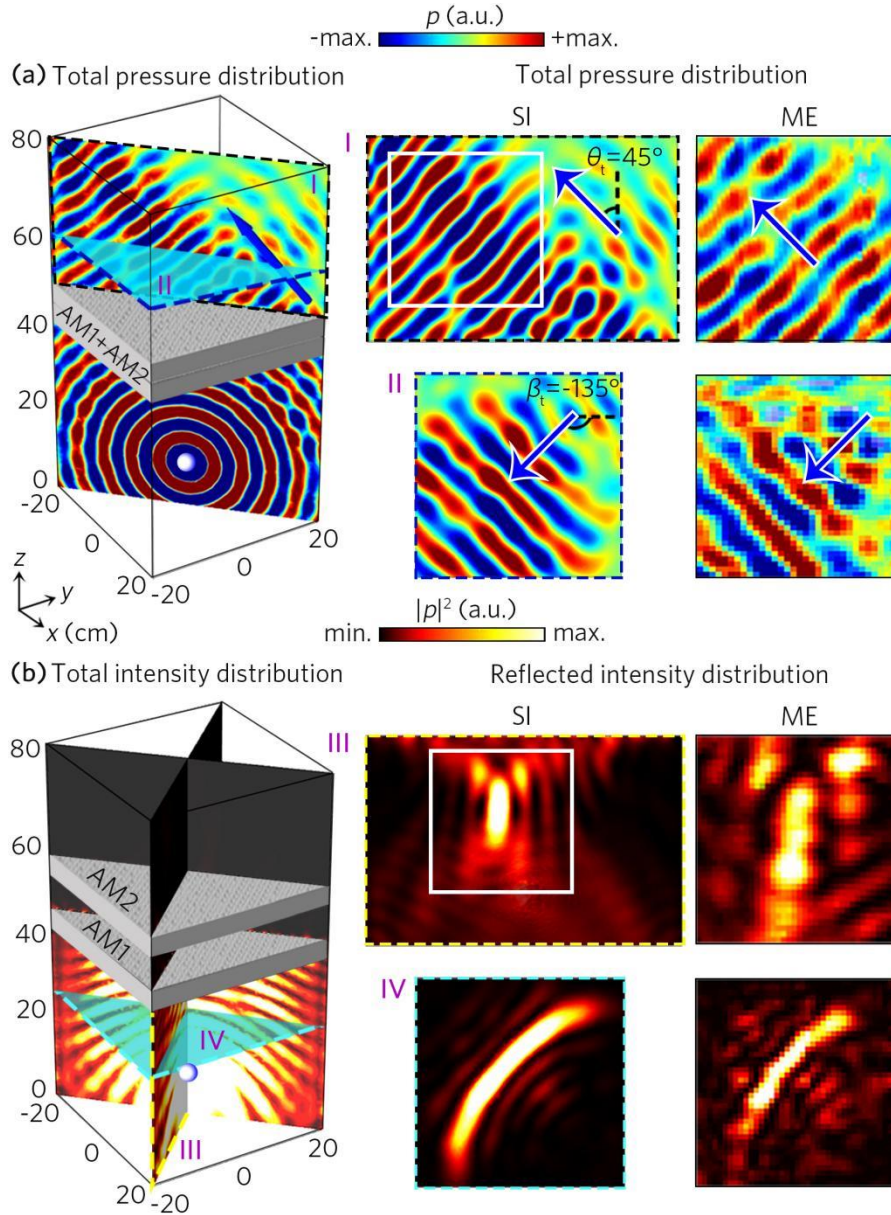 p (a.u.)
-max. +max.
(a) Total pressure distribution Total pressure distribution
SI ME
80
60
40
20
0
-20
0
20
-20
0
20
I
II
AM1+AM2
z
y
x (cm)
I
θt=45°
II
βt=-135°
|p|² (a.u.)
min. max.
(b) Total intensity distribution Reflected intensity distribution
SI ME
80
60
40
20
0
-20
0
20
-20
0
20
AM2
AM1
IV
III
III
IV